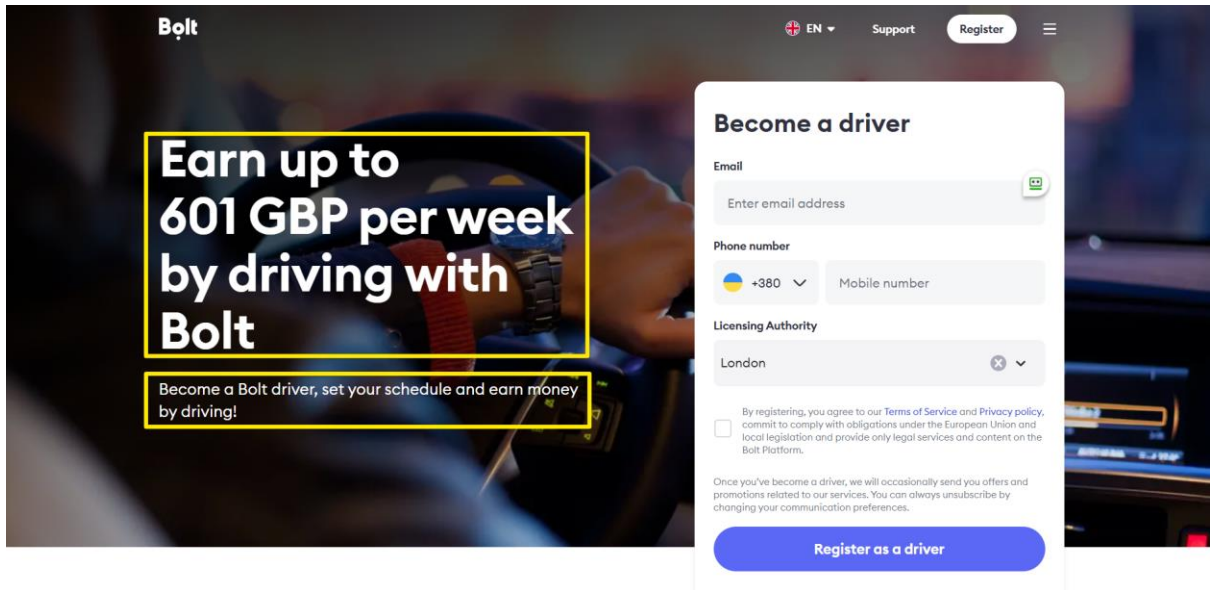 Bolt
EN
Support
Register
Earn up to
601 GBP per week
by driving with
Bolt
Become a Bolt driver, set your schedule and earn money
by driving!
Become a driver
Email
Enter email address
Phone number
+380
Mobile number
Licensing Authority
London
By registering, you agree to our Terms of Service and Privacy policy,
commit to comply with obligations under the European Union and
local legislation and provide only legal services and content on the
Bolt Platform.
Once you've become a driver, we will occasionally send you offers and
promotions related to our services. You can always unsubscribe by
changing your communication preferences.
Register as a driver